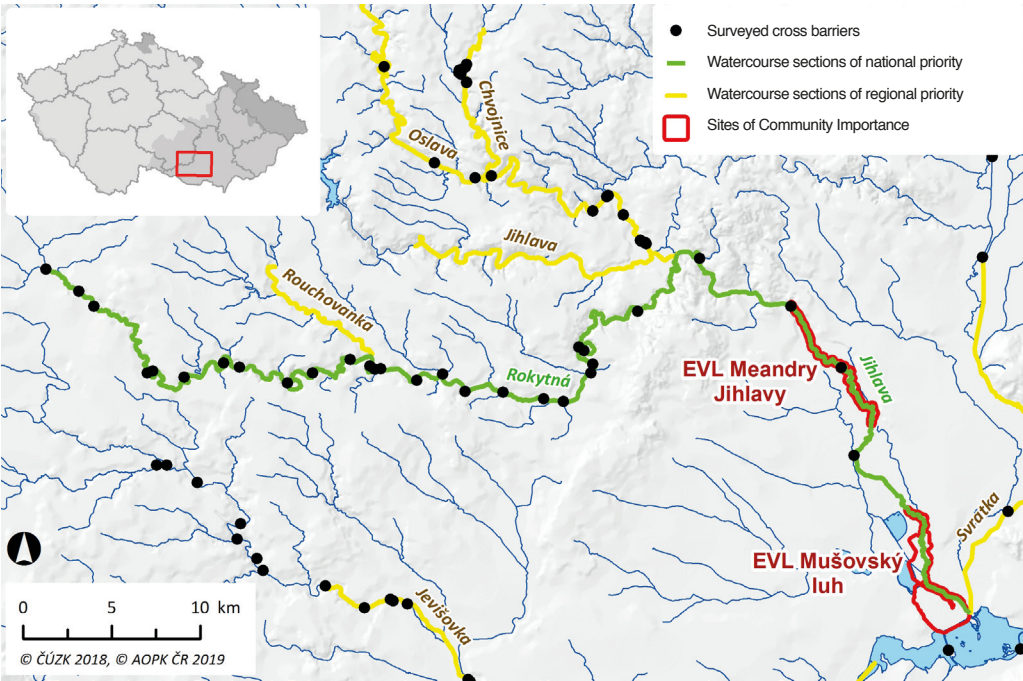 Surveyed cross barriers
Watercourse sections of national priority
Watercourse sections of regional priority
Sites of Community Importance
Chvojnice
Oslava
Jihlava
Rouchovanka
Rokytná
EVL Meandry
Jihlavy
Jihlava
Svratka
EVL Mušovský
luh
Jevišovka
0 5 10 km
© ČÚZK 2018, © AOPK ČR 2019